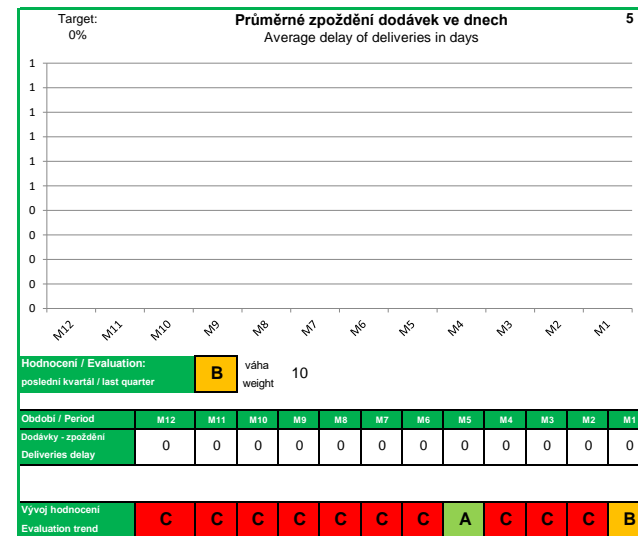 Target:
0%
Průměrné zpoždění dodávek ve dnech
Average delay of deliveries in days
5
1
1
1
1
1
1
0
0
0
0
0
M12 M11 M10 M9 M8 M7 M6 M5 M4 M3 M2 M1
Hodnocení / Evaluation:
poslední kvartál / last quarter
B
váha
weight
10
Období / Period M12 M11 M10 M9 M8 M7 M6 M5 M4 M3 M2 M1
Dodávky - zpoždění
Deliveries delay
0 0 0 0 0 0 0 0 0 0 0 0
Vývoj hodnocení
Evaluation trend
C C C C C C C A C C C B